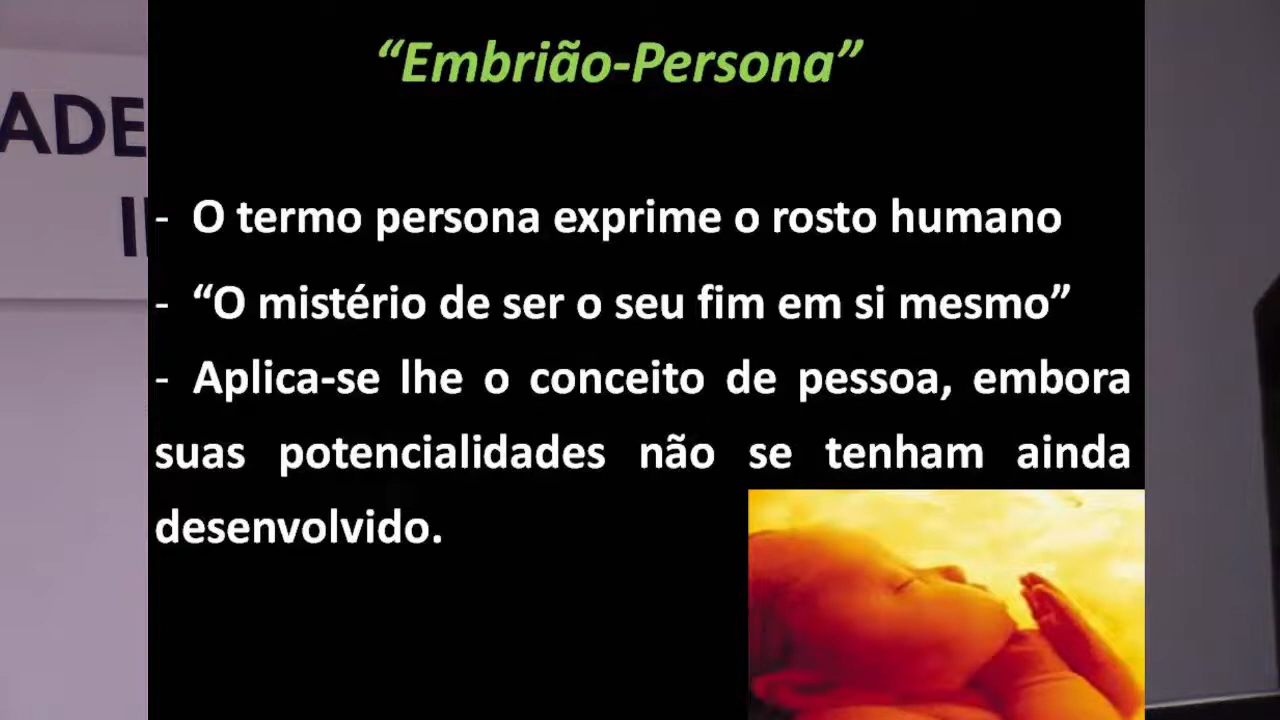 “Embrião-Persona”
ADE
- O termo persona exprime o rosto humano
- “O mistério de ser o seu fim em si mesmo”
- Aplica-se lhe o conceito de pessoa, embora
suas potencialidades não se tenham ainda
desenvolvido.